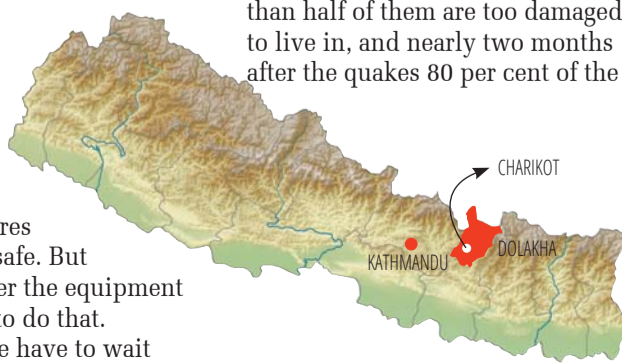 than half of them are too damaged
to live in, and nearly two months
after the quakes 80 per cent of the
CHARIKOT
DOLAKHA
KATHMANDU
res
safe. But
er the equipment
to do that.
e have to wait